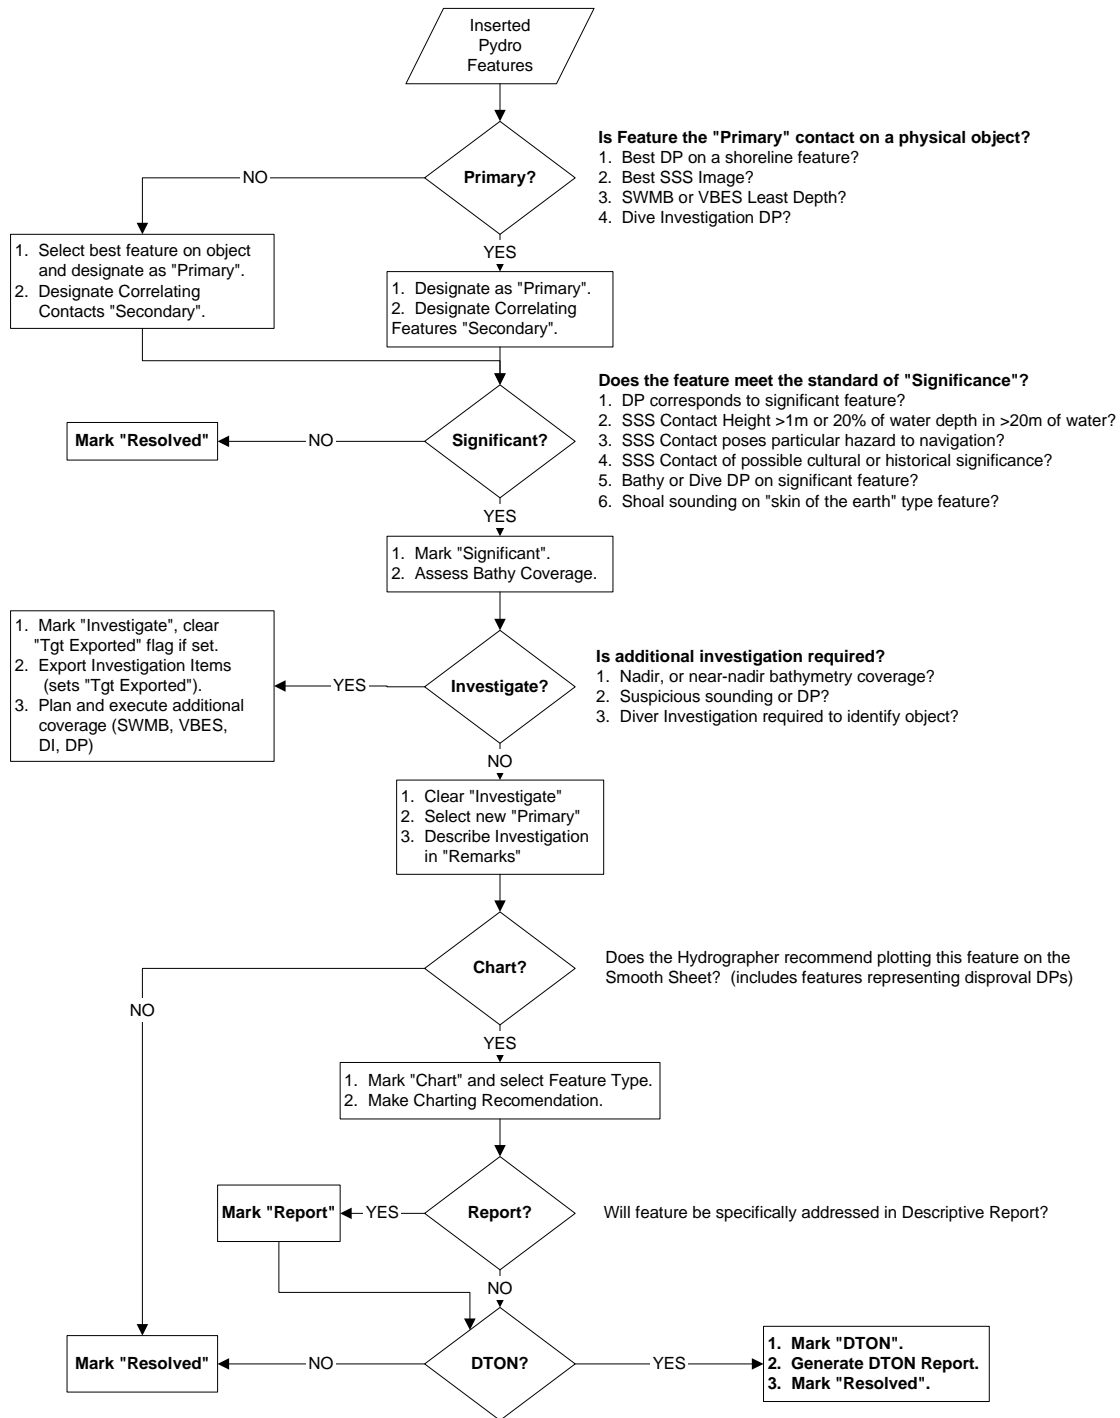 Inserted
Pydro
Features
Is Feature the "Primary" contact on a physical object?
1. Best DP on a shoreline feature?
2. Best SSS Image?
3. SWMB or VBES Least Depth?
4. Dive Investigation DP?
Primary?
NO
YES
1. Select best feature on object
and designate as "Primary".
2. Designate Correlating
Contacts "Secondary".
1. Designate as "Primary".
2. Designate Correlating
Features "Secondary".
Does the feature meet the standard of "Significance"?
1. DP corresponds to significant feature?
2. SSS Contact Height >1m or 20% of water depth in >20m of water?
3. SSS Contact poses particular hazard to navigation?
4. SSS Contact of possible cultural or historical significance?
5. Bathy or Dive DP on significant feature?
6. Shoal sounding on "skin of the earth" type feature?
Mark "Resolved"
NO
Significant?
YES
1. Mark "Significant".
2. Assess Bathy Coverage.
1. Mark "Investigate", clear
"Tgt Exported" flag if set.
2. Export Investigation Items
(sets "Tgt Exported").
3. Plan and execute additional
coverage (SWMB, VBES,
DI, DP)
YES
Investigate?
Is additional investigation required?
1. Nadir, or near-nadir bathymetry coverage?
2. Suspicious sounding or DP?
3. Diver Investigation required to identify object?
NO
1. Clear "Investigate"
2. Select new "Primary"
3. Describe Investigation
in "Remarks"
Chart?
Does the Hydrographer recommend plotting this feature on the
Smooth Sheet? (includes features representing disproval DPs)
NO
YES
1. Mark "Chart" and select Feature Type.
2. Make Charting Recomendation.
Mark "Report"
YES
Report?
Will feature be specifically addressed in Descriptive Report?
NO
Mark "Resolved"
NO
DTON?
YES
1. Mark "DTON".
2. Generate DTON Report.
3. Mark "Resolved".